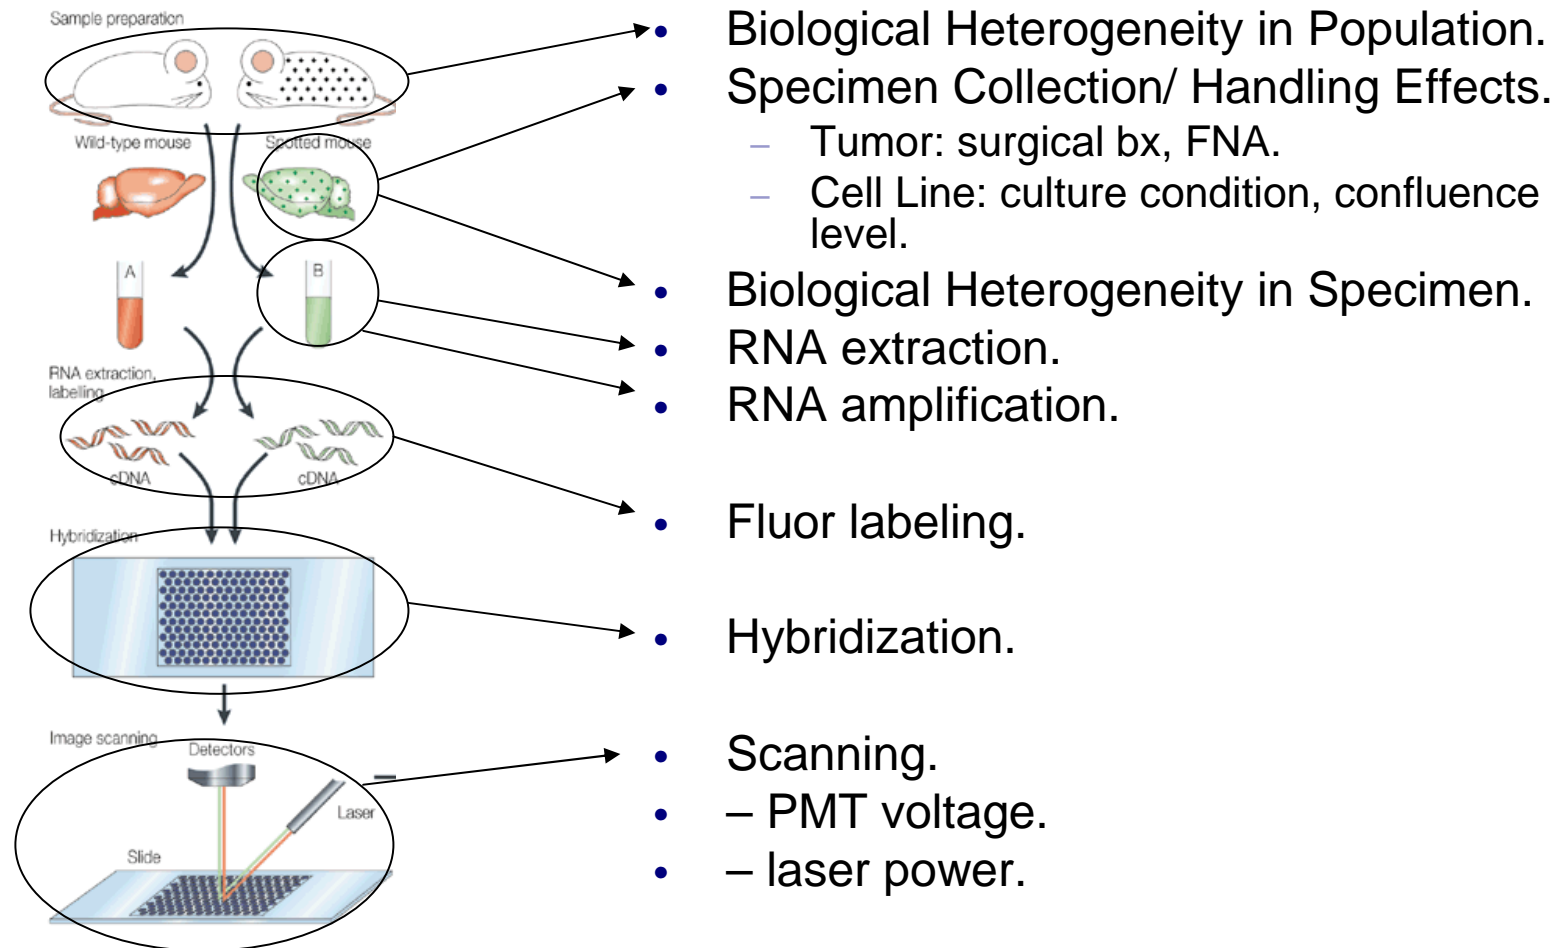 Sample preparation
Wild-type mouse
Spotted mouse
A
B
RNA extraction,
labelling
cDNA
cDNA
Hybridization
Image scanning
Detectors
Laser
Slide
• Biological Heterogeneity in Population.
• Specimen Collection/ Handling Effects.
– Tumor: surgical bx, FNA.
– Cell Line: culture condition, confluence
level.
• Biological Heterogeneity in Specimen.
• RNA extraction.
• RNA amplification.
• Fluor labeling.
• Hybridization.
• Scanning.
• – PMT voltage.
• – laser power.